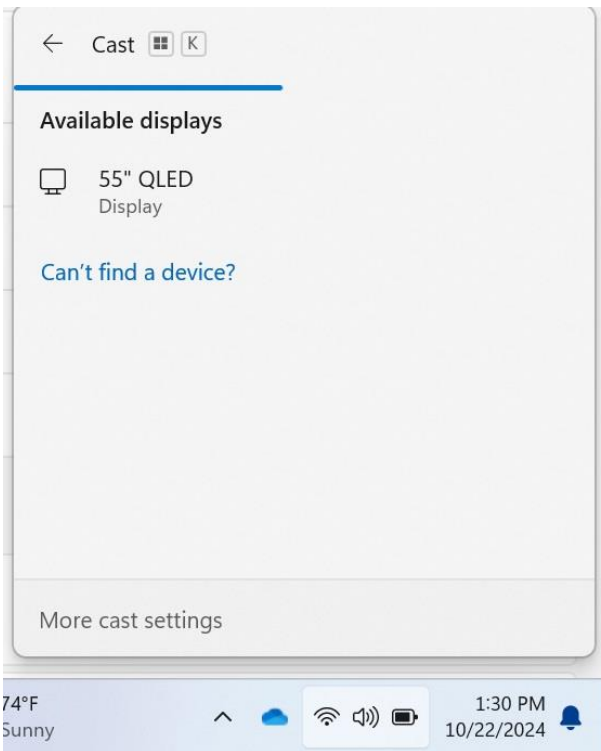 Cast K
Available displays
55" QLED
Display
Can't find a device?
More cast settings
74°F
Sunny
1:30 PM
10/22/2024